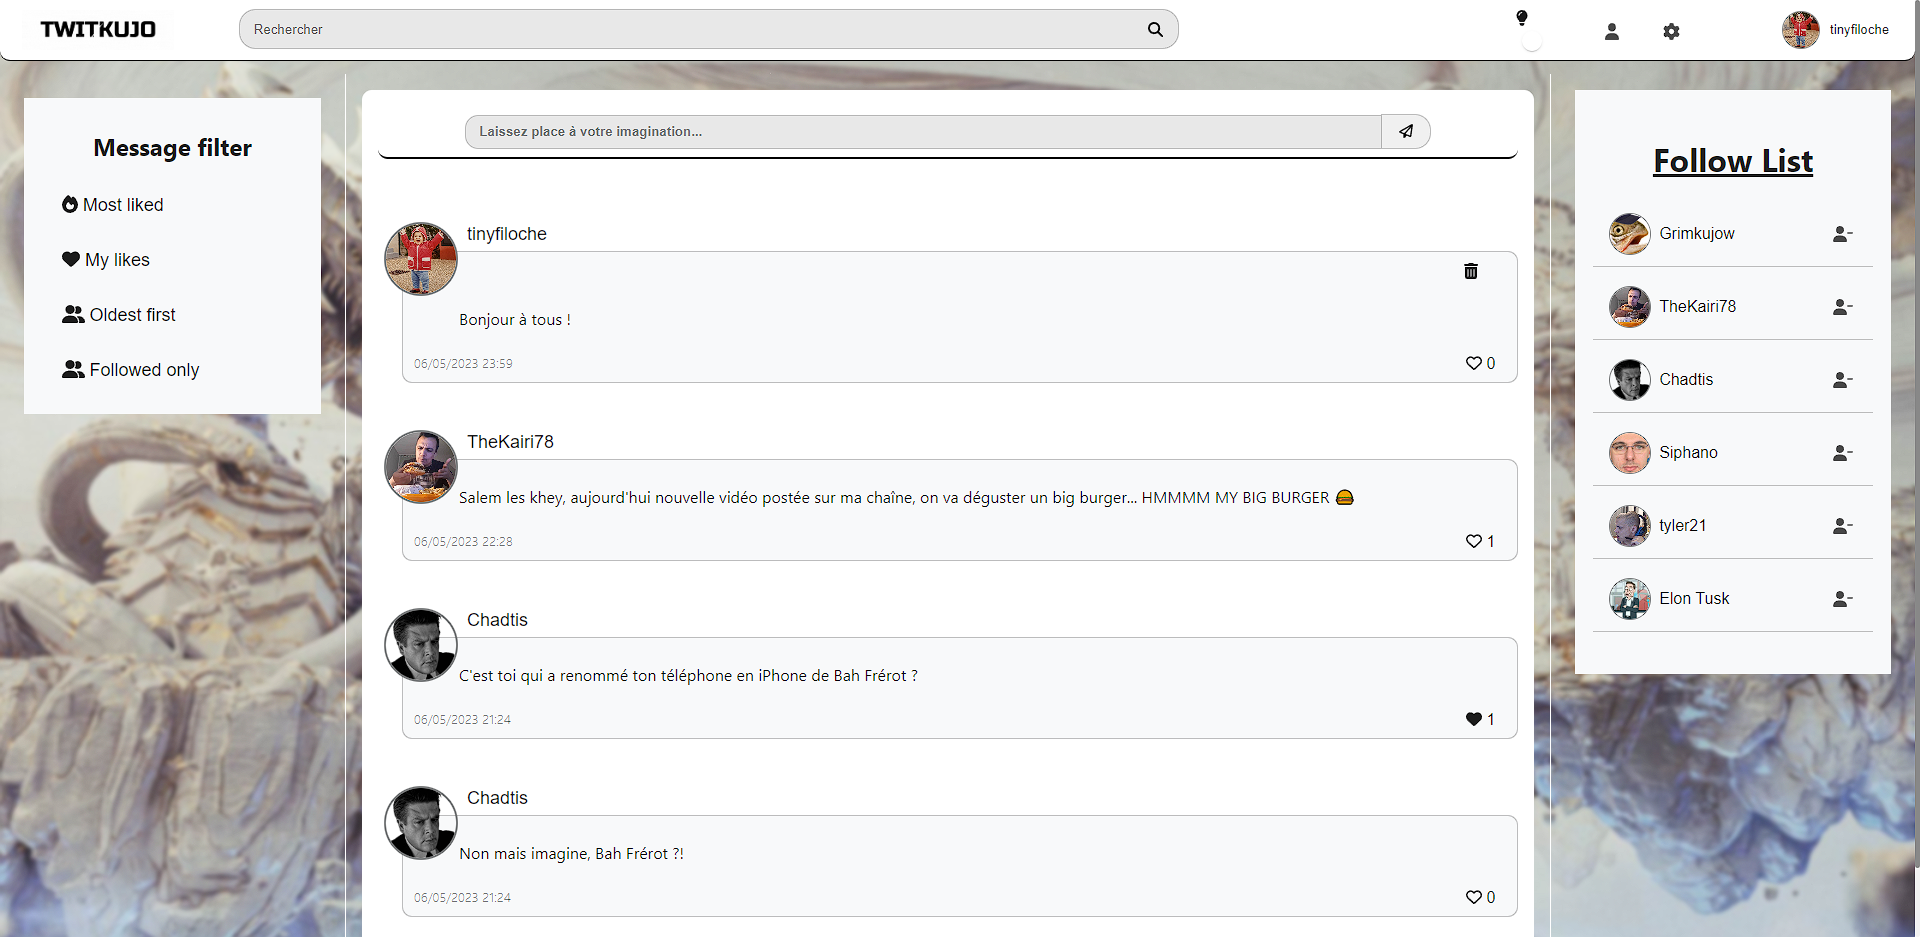 TWITKUJO
Rechercher
tinyfiloche
Message filter
Most liked
My likes
Oldest first
Followed only
Laissez place à votre imagination...
tinyfiloche
Bonjour à tous !
06/05/2023 23:59
0
TheKairi78
Salem les khey, aujourd'hui nouvelle vidéo postée sur ma chaîne, on va déguster un big burger... HMMMM MY BIG BURGER 🍔
06/05/2023 22:28
1
Chadtis
C'est toi qui a renommé ton téléphone en iPhone de Bah Frérot ?
06/05/2023 21:24
1
Chadtis
Non mais imagine, Bah Frérot ?!
06/05/2023 21:24
0
Follow List
Grimkujow
TheKairi78
Chadtis
Siphano
tyler21
Elon Tusk